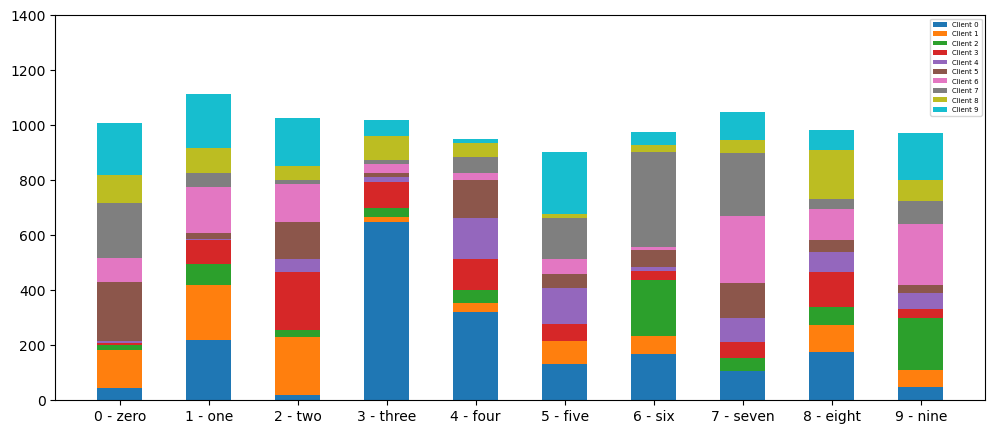 1400
1200
1000
800
600
400
200
0
0 - zero
1 - one
2 - two
3 - three
4 - four
5 - five
6 - six
7 - seven
8 - eight
9 - nine
Client 0
Client 1
Client 2
Client 3
Client 4
Client 5
Client 6
Client 7
Client 8
Client 9